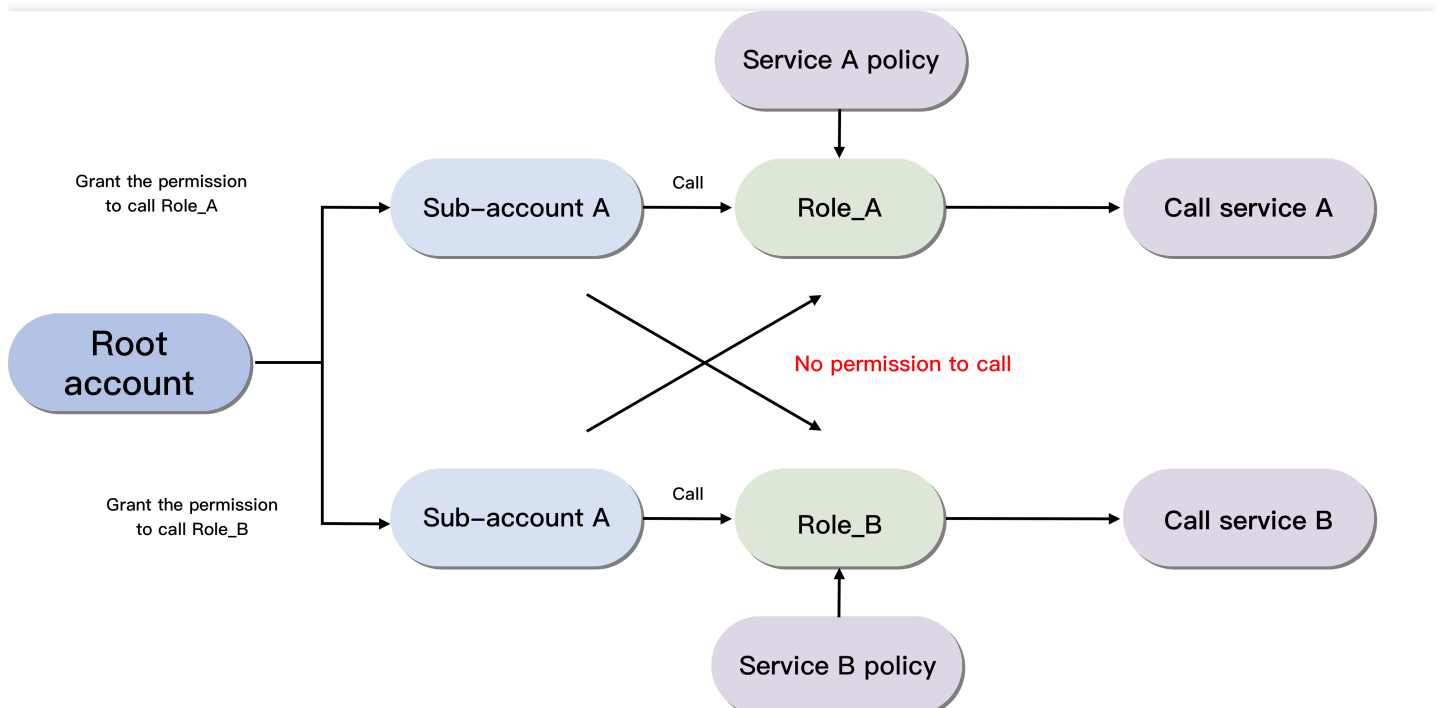 Service A policy
Grant the permission
to call Role_A
Sub-account A
Call
Role_A
Call service A
Root
account
No permission to call
Grant the permission
to call Role_B
Sub-account A
Call
Role_B
Call service B
Service B policy